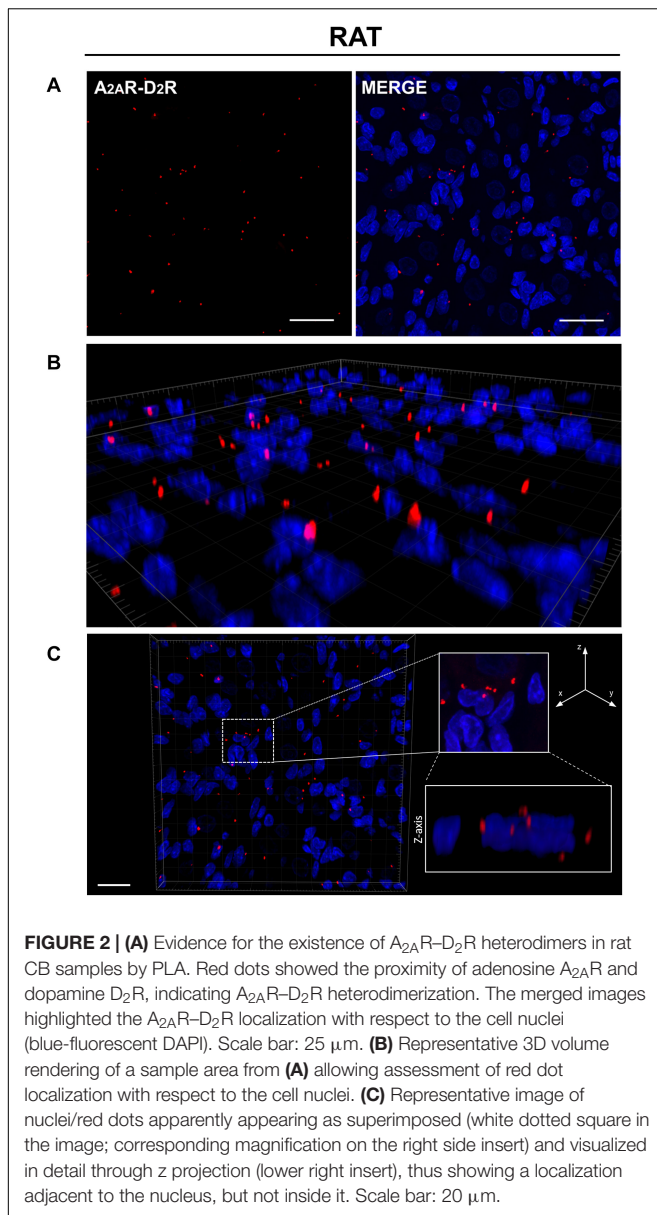 RAT
A
A2AR-D2R
MERGE
B
C
z
x
y
Z-axis
FIGURE 2 | (A) Evidence for the existence of A2AR–D2R heterodimers in rat
CB samples by PLA. Red dots showed the proximity of adenosine A2AR and
dopamine D2R, indicating A2AR–D2R heterodimerization. The merged images
highlighted the A2AR–D2R localization with respect to the cell nuclei
(blue-fluorescent DAPI). Scale bar: 25 μm. (B) Representative 3D volume
rendering of a sample area from (A) allowing assessment of red dot
localization with respect to the cell nuclei. (C) Representative image of
nuclei/red dots apparently appearing as superimposed (white dotted square in
the image; corresponding magnification on the right side insert) and visualized
in detail through z projection (lower right insert), thus showing a localization
adjacent to the nucleus, but not inside it. Scale bar: 20 μm.